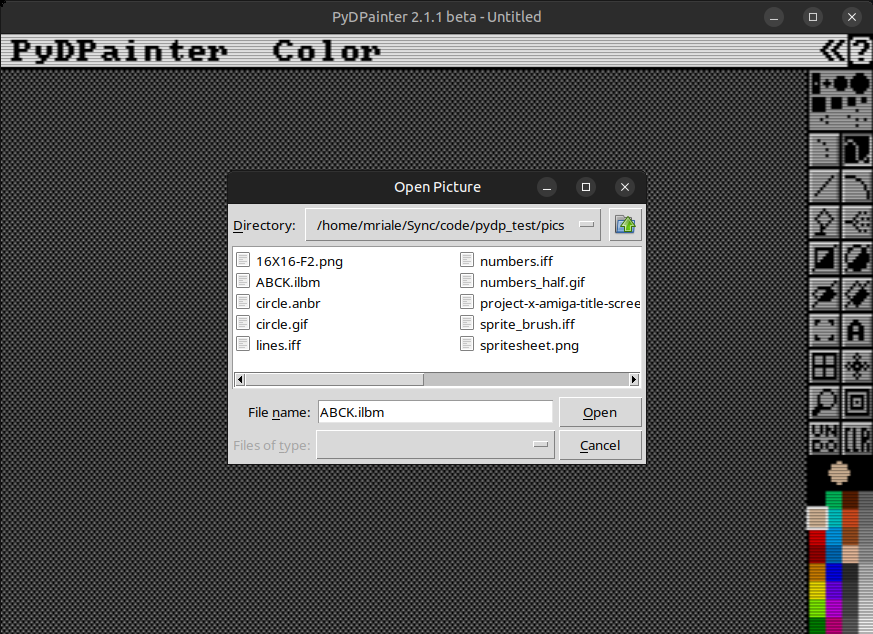 PyDPainter 2.1.1 beta - Untitled
PyDPainter Color
?
Open Picture
Directory: /home/mriale/Sync/code/pydp_test/pics
16X16-F2.png
ABCK.ilbm
circle.anbr
circle.gif
lines.iff
numbers.iff
numbers_half.gif
project-x-amiga-title-scree
sprite_brush.iff
spritesheet.png
File name: ABCK.ilbm
Open
Files of type:
Cancel
A
UN
DO
CLR